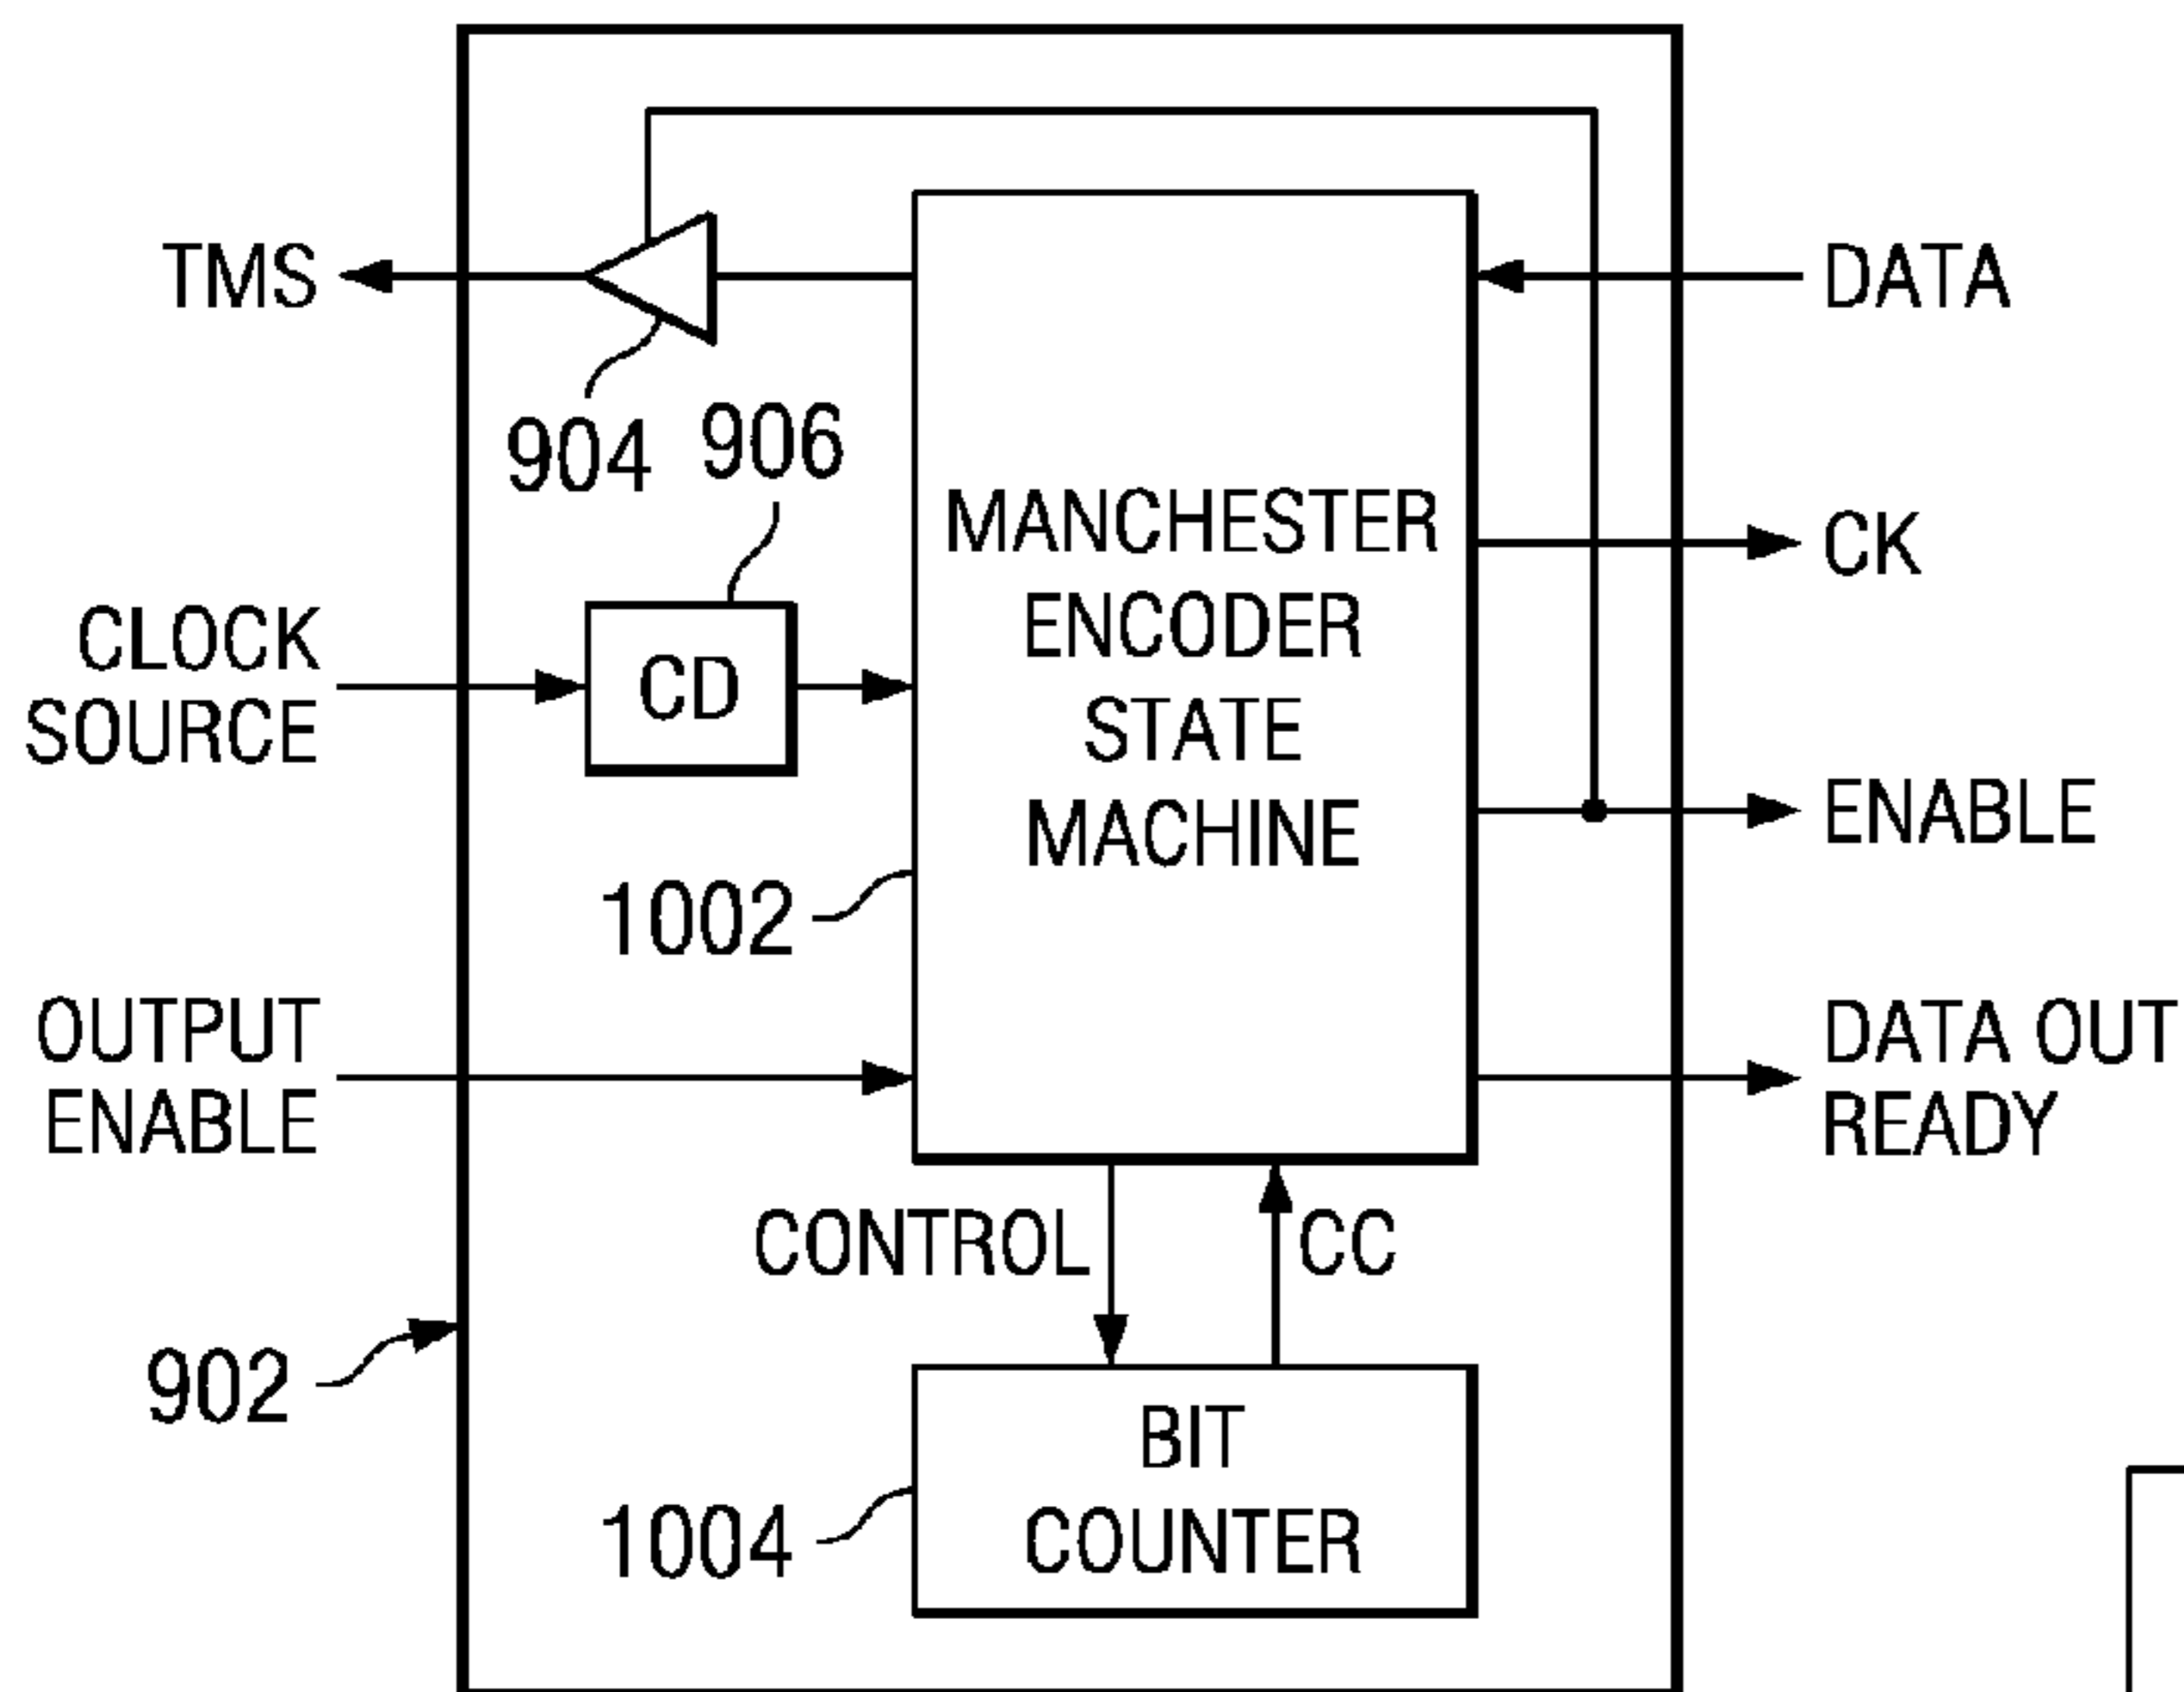 TMS
DATA
904
906
MANCHESTER
ENCODER
STATE
MACHINE
CK
CLOCK
SOURCE
CD
ENABLE
1002
OUTPUT
ENABLE
DATA OUT
READY
CONTROL
CC
902
BIT
COUNTER
1004